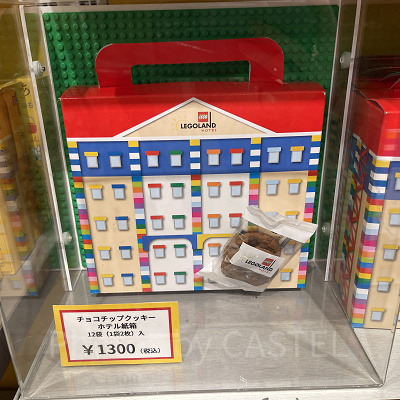 LEGO
LEGOLAND
HOTEL
LEGOLAND
チョコチップクッキー
ホテル紙箱
12袋(1袋2枚)入
¥1300(税込)